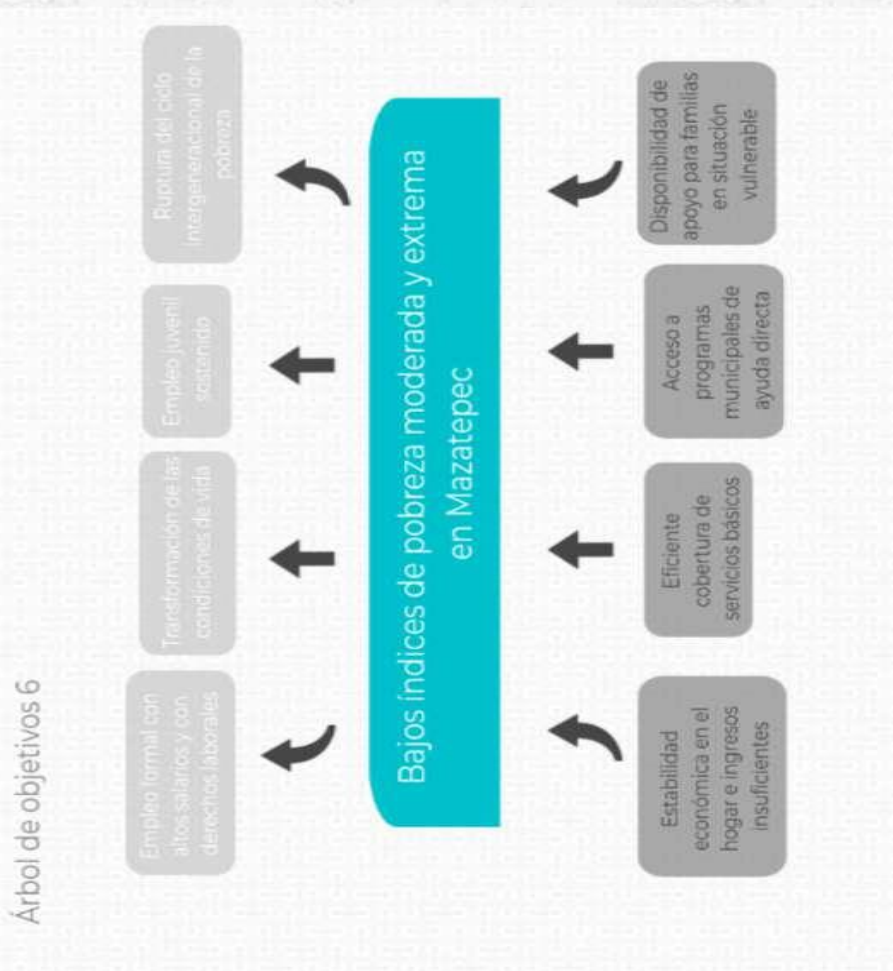 Árbol de objetivos 6
Empleo formal con
altos salarios y con
derechos laborales
Transformación de las
condiciones de vida
Empleo juvenil
sostenido
Ruptura del ciclo
intergeneracional de la
pobreza
Bajos índices de pobreza moderada y extrema
en Mazatepec
Estabilidad
económica en el
hogar e ingresos
insuficientes
Eficiente
cobertura de
servicios básicos
Acceso a
programas
municipales de
ayuda directa
Disponibilidad de
apoyo para familias
en situación
vulnerable